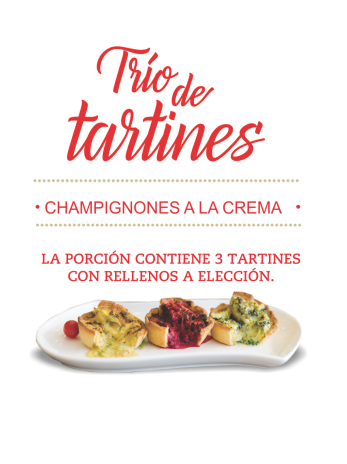 Trío de
tartines
• CHAMPIGNONES A LA CREMA •
LA PORCIÓN CONTIENE 3 TARTINES
CON RELLENOS A ELECCIÓN.